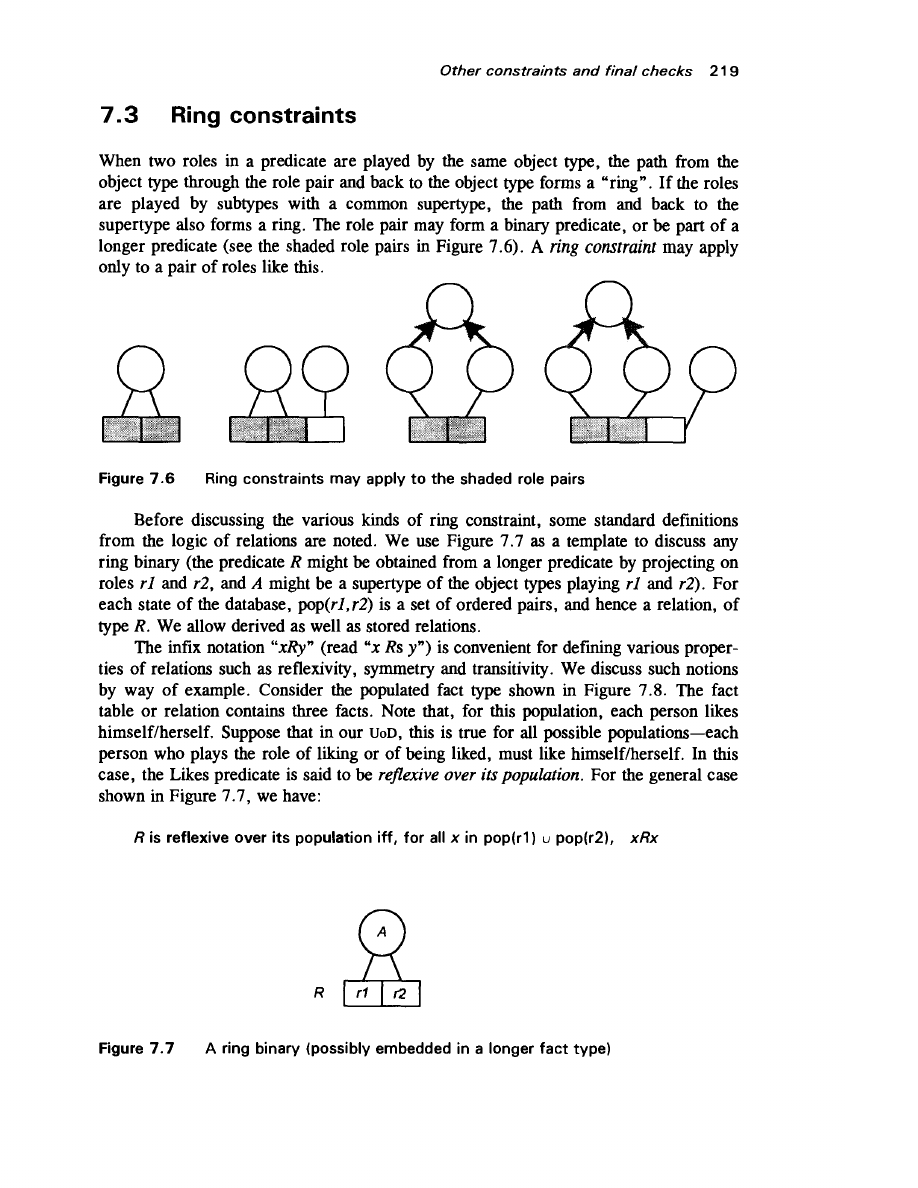 Other constraints and final checks 219
7.3 Ring constraints
When two roles in a predicate are played by the same object type, the path from the
object type through the role pair and back to the object type forms a "ring". If the roles
are played by subtypes with a common supertype, the path from and back to the
supertype also forms a ring. The role pair may form a binary predicate, or be part of a
longer predicate (see the shaded role pairs in Figure 7.6). A ring constraint may apply
only to a pair of roles like this.
Figure 7.6 Ring constraints may apply to the shaded role pairs
Before discussing the various kinds of ring constraint, some standard definitions
from the logic of relations are noted. We use Figure 7.7 as a template to discuss any
ring binary (the predicate R might be obtained from a longer predicate by projecting on
roles r1 and r2, and A might be a supertype of the object types playing r1 and r2). For
each state of the database, pop(r1,r2) is a set of ordered pairs, and hence a relation, of
type R. We allow derived as well as stored relations.
The infix notation "xRy" (read "x Rs y") is convenient for defining various proper-
ties of relations such as reflexivity, symmetry and transitivity. We discuss such notions
by way of example. Consider the populated fact type shown in Figure 7.8. The fact
table or relation contains three facts. Note that, for this population, each person likes
himself/herself. Suppose that in our UoD, this is true for all possible populations—each
person who plays the role of liking or of being liked, must like himself/herself. In this
case, the Likes predicate is said to be reflexive over its population. For the general case
shown in Figure 7.7, we have:
R is reflexive over its population iff, for all x in pop(r1) ∪ pop(r2), xRx
A
R r1 r2
Figure 7.7 A ring binary (possibly embedded in a longer fact type)